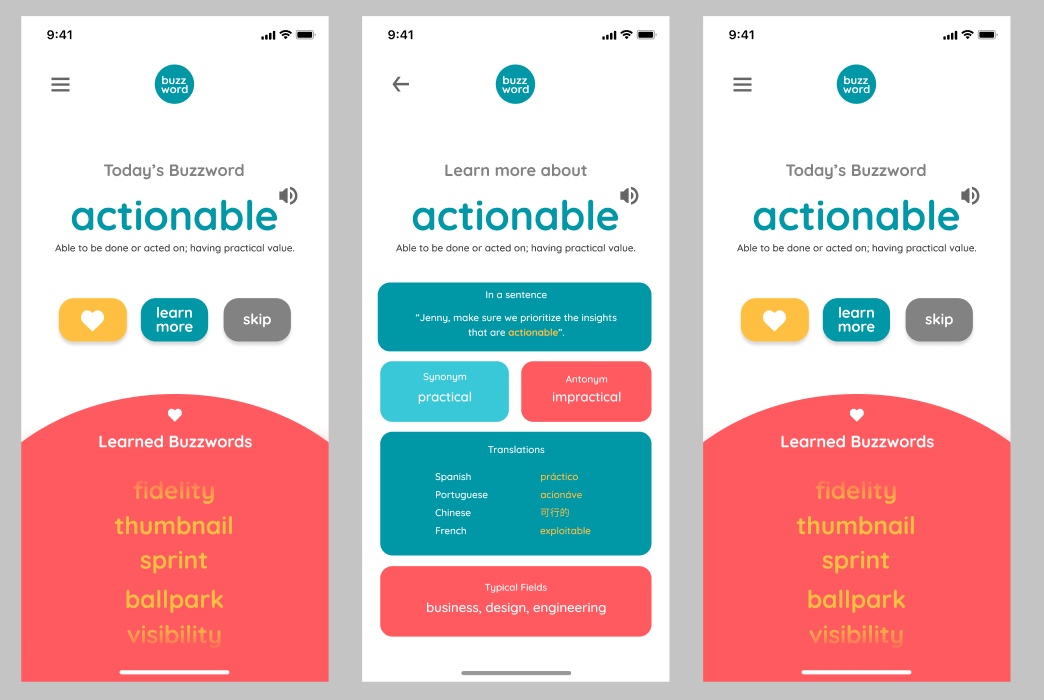 9:41
buzz
word
Today's Buzzword
actionable
Able to be done or acted on; having practical value.
learn
more
skip
Learned Buzzwords
fidelity
thumbnail
sprint
ballpark
visibility
9:41
buzz
word
Learn more about
actionable
Able to be done or acted on; having practical value.
In a sentence
"Jenny, make sure we prioritize the insights
that are actionable".
Synonym
practical
Antonym
impractical
Translations
Spanish práctico
Portuguese acionáve
Chinese 可行的
French exploitable
Typical Fields
business, design, engineering
9:41
buzz
word
Today's Buzzword
actionable
Able to be done or acted on; having practical value.
learn
more
skip
Learned Buzzwords
fidelity
thumbnail
sprint
ballpark
visibility